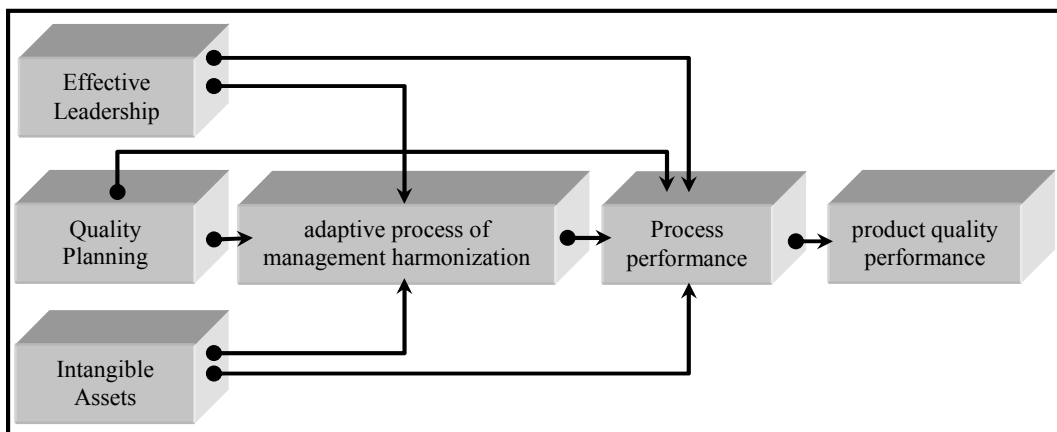 Effective
Leadership
Quality
Planning
adaptive process of
management harmonization
Process
performance
product quality
performance
Intangible
Assets